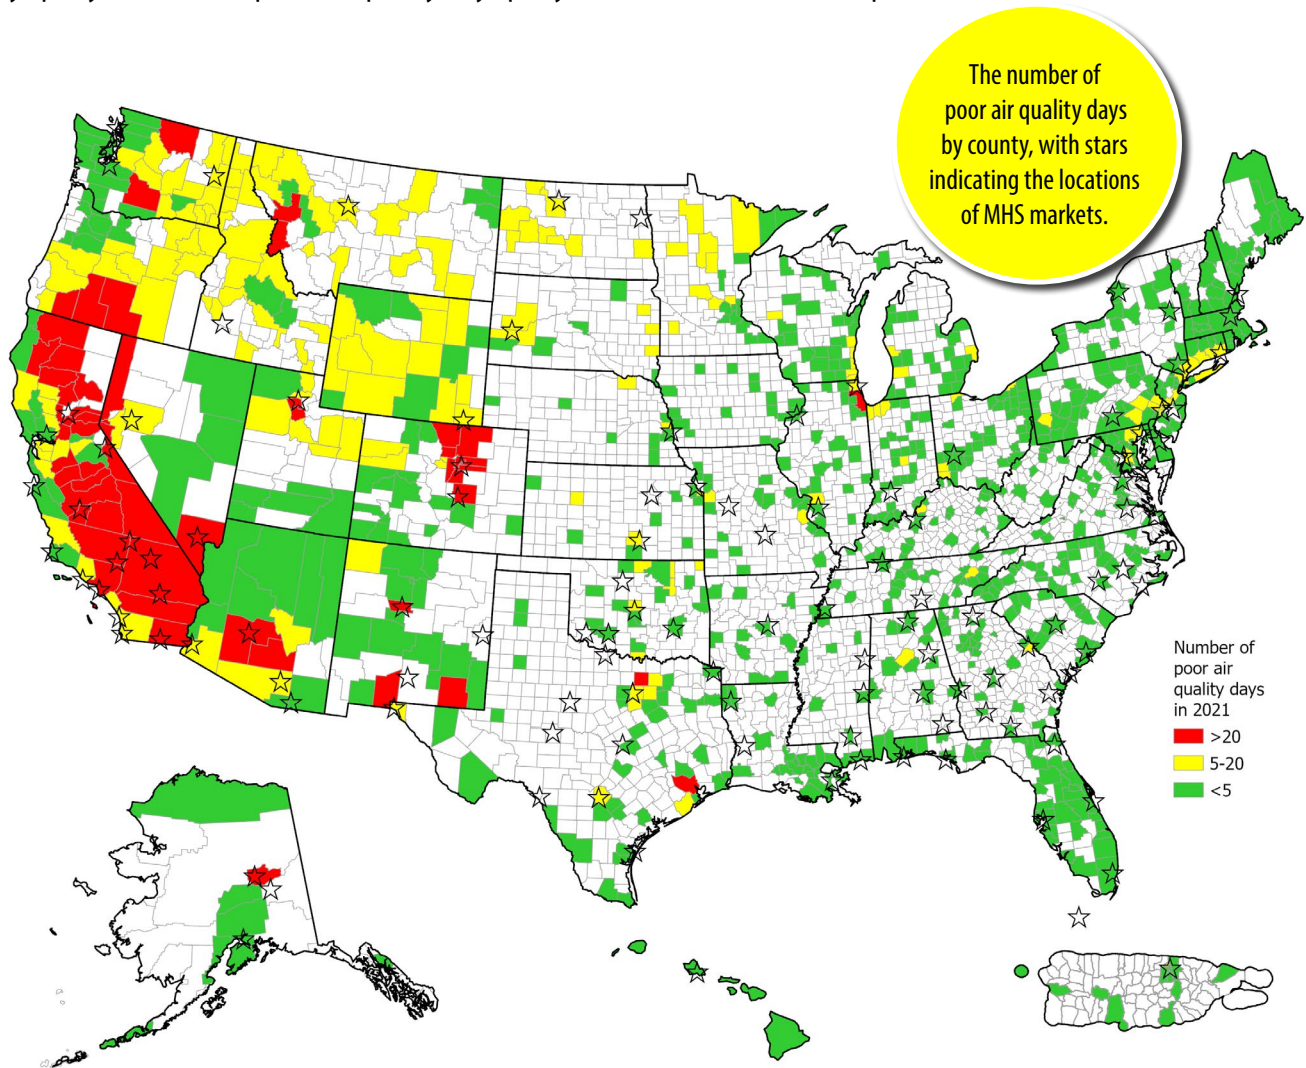 The number of
poor air quality days
by county, with stars
indicating the locations
of MHS markets.
Number of
poor air
quality days
in 2021
>20
5-20
<5